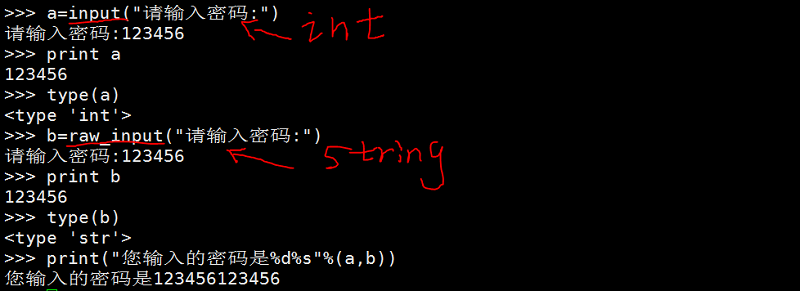 >>> a=input("请输入密码:")
请输入密码:123456
int
>>> print a
123456
>>> type(a)
<type 'int'>
>>> b=raw_input("请输入密码:")
请输入密码:123456
string
>>> print b
123456
>>> type(b)
<type 'str'>
>>> print("您输入的密码是%d%s"%(a,b))
您输入的密码是123456123456